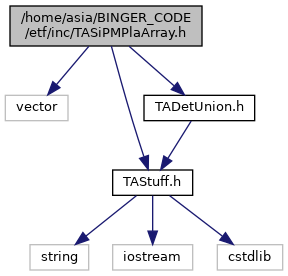 /home/asia/BINGER_CODE
/etf/inc/TASiPMPlaArray.h
vector
TADetUnion.h
TAStuff.h
string
iostream
cstdlib